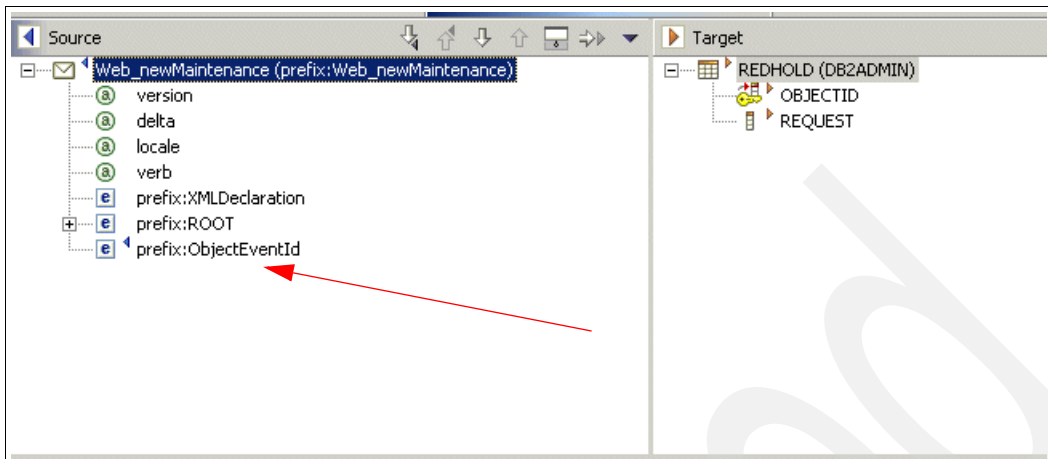 Source
Web_newMaintenance (prefix:Web_newMaintenance)
a version
a delta
a locale
a verb
e prefix:XMLDeclaration
e prefix:ROOT
e prefix:ObjectEventId
Target
REDHOLD (DB2ADMIN)
OBJECTID
REQUEST